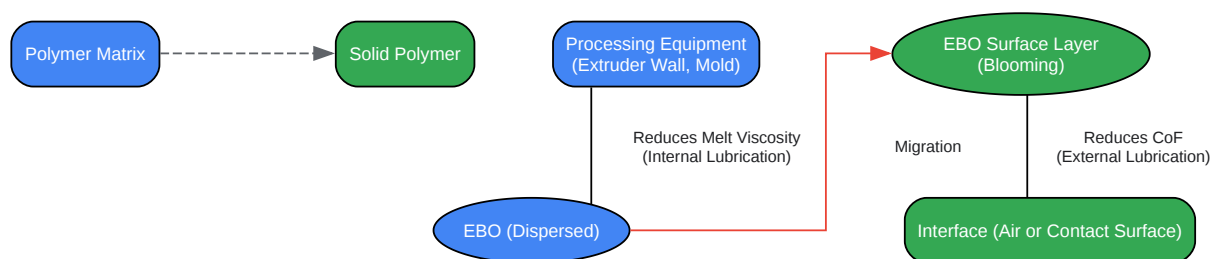 Polymer Matrix
Solid Polymer
Processing Equipment
(Extruder Wall, Mold)
EBO Surface Layer
(Blooming)
Reduces Melt Viscosity
(Internal Lubrication)
Migration
Reduces CoF
(External Lubrication)
EBO (Dispersed)
Interface (Air or Contact Surface)